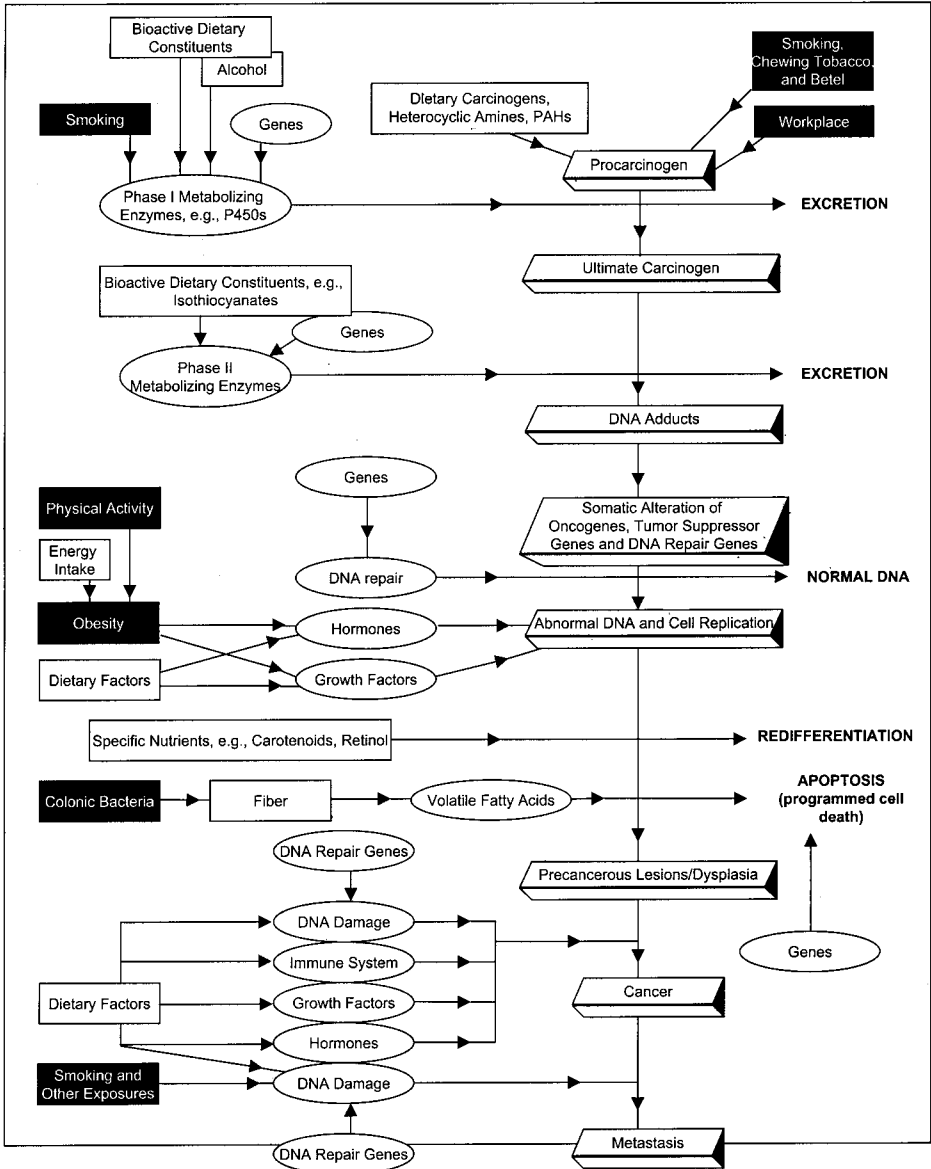 Bioactive Dietary
Constituents
Alcohol
Smoking
Genes
Phase I Metabolizing
Enzymes, e.g., P450s
Dietary Carcinogens,
Heterocyclic Amines, PAHs
Smoking,
Chewing Tobacco,
and Betel
Workplace
Procarcinogen
EXCRETION
Ultimate Carcinogen
Bioactive Dietary Constituents, e.g.,
Isothiocyanates
Genes
Phase II
Metabolizing Enzymes
EXCRETION
DNA Adducts
Genes
Physical Activity
Somatic Alteration of
Oncogenes, Tumor Suppressor
Genes and DNA Repair Genes
Energy
Intake
DNA repair
NORMAL DNA
Obesity
Hormones
Abnormal DNA and Cell Replication
Dietary Factors
Growth Factors
Specific Nutrients, e.g., Carotenoids, Retinol
REDIFFERENTIATION
Colonic Bacteria
Fiber
Volatile Fatty Acids
APOPTOSIS
(programmed cell
death)
DNA Repair Genes
Precancerous Lesions/Dysplasia
DNA Damage
Immune System
Genes
Dietary Factors
Growth Factors
Cancer
Hormones
Smoking and
Other Exposures
DNA Damage
DNA Repair Genes
Metastasis